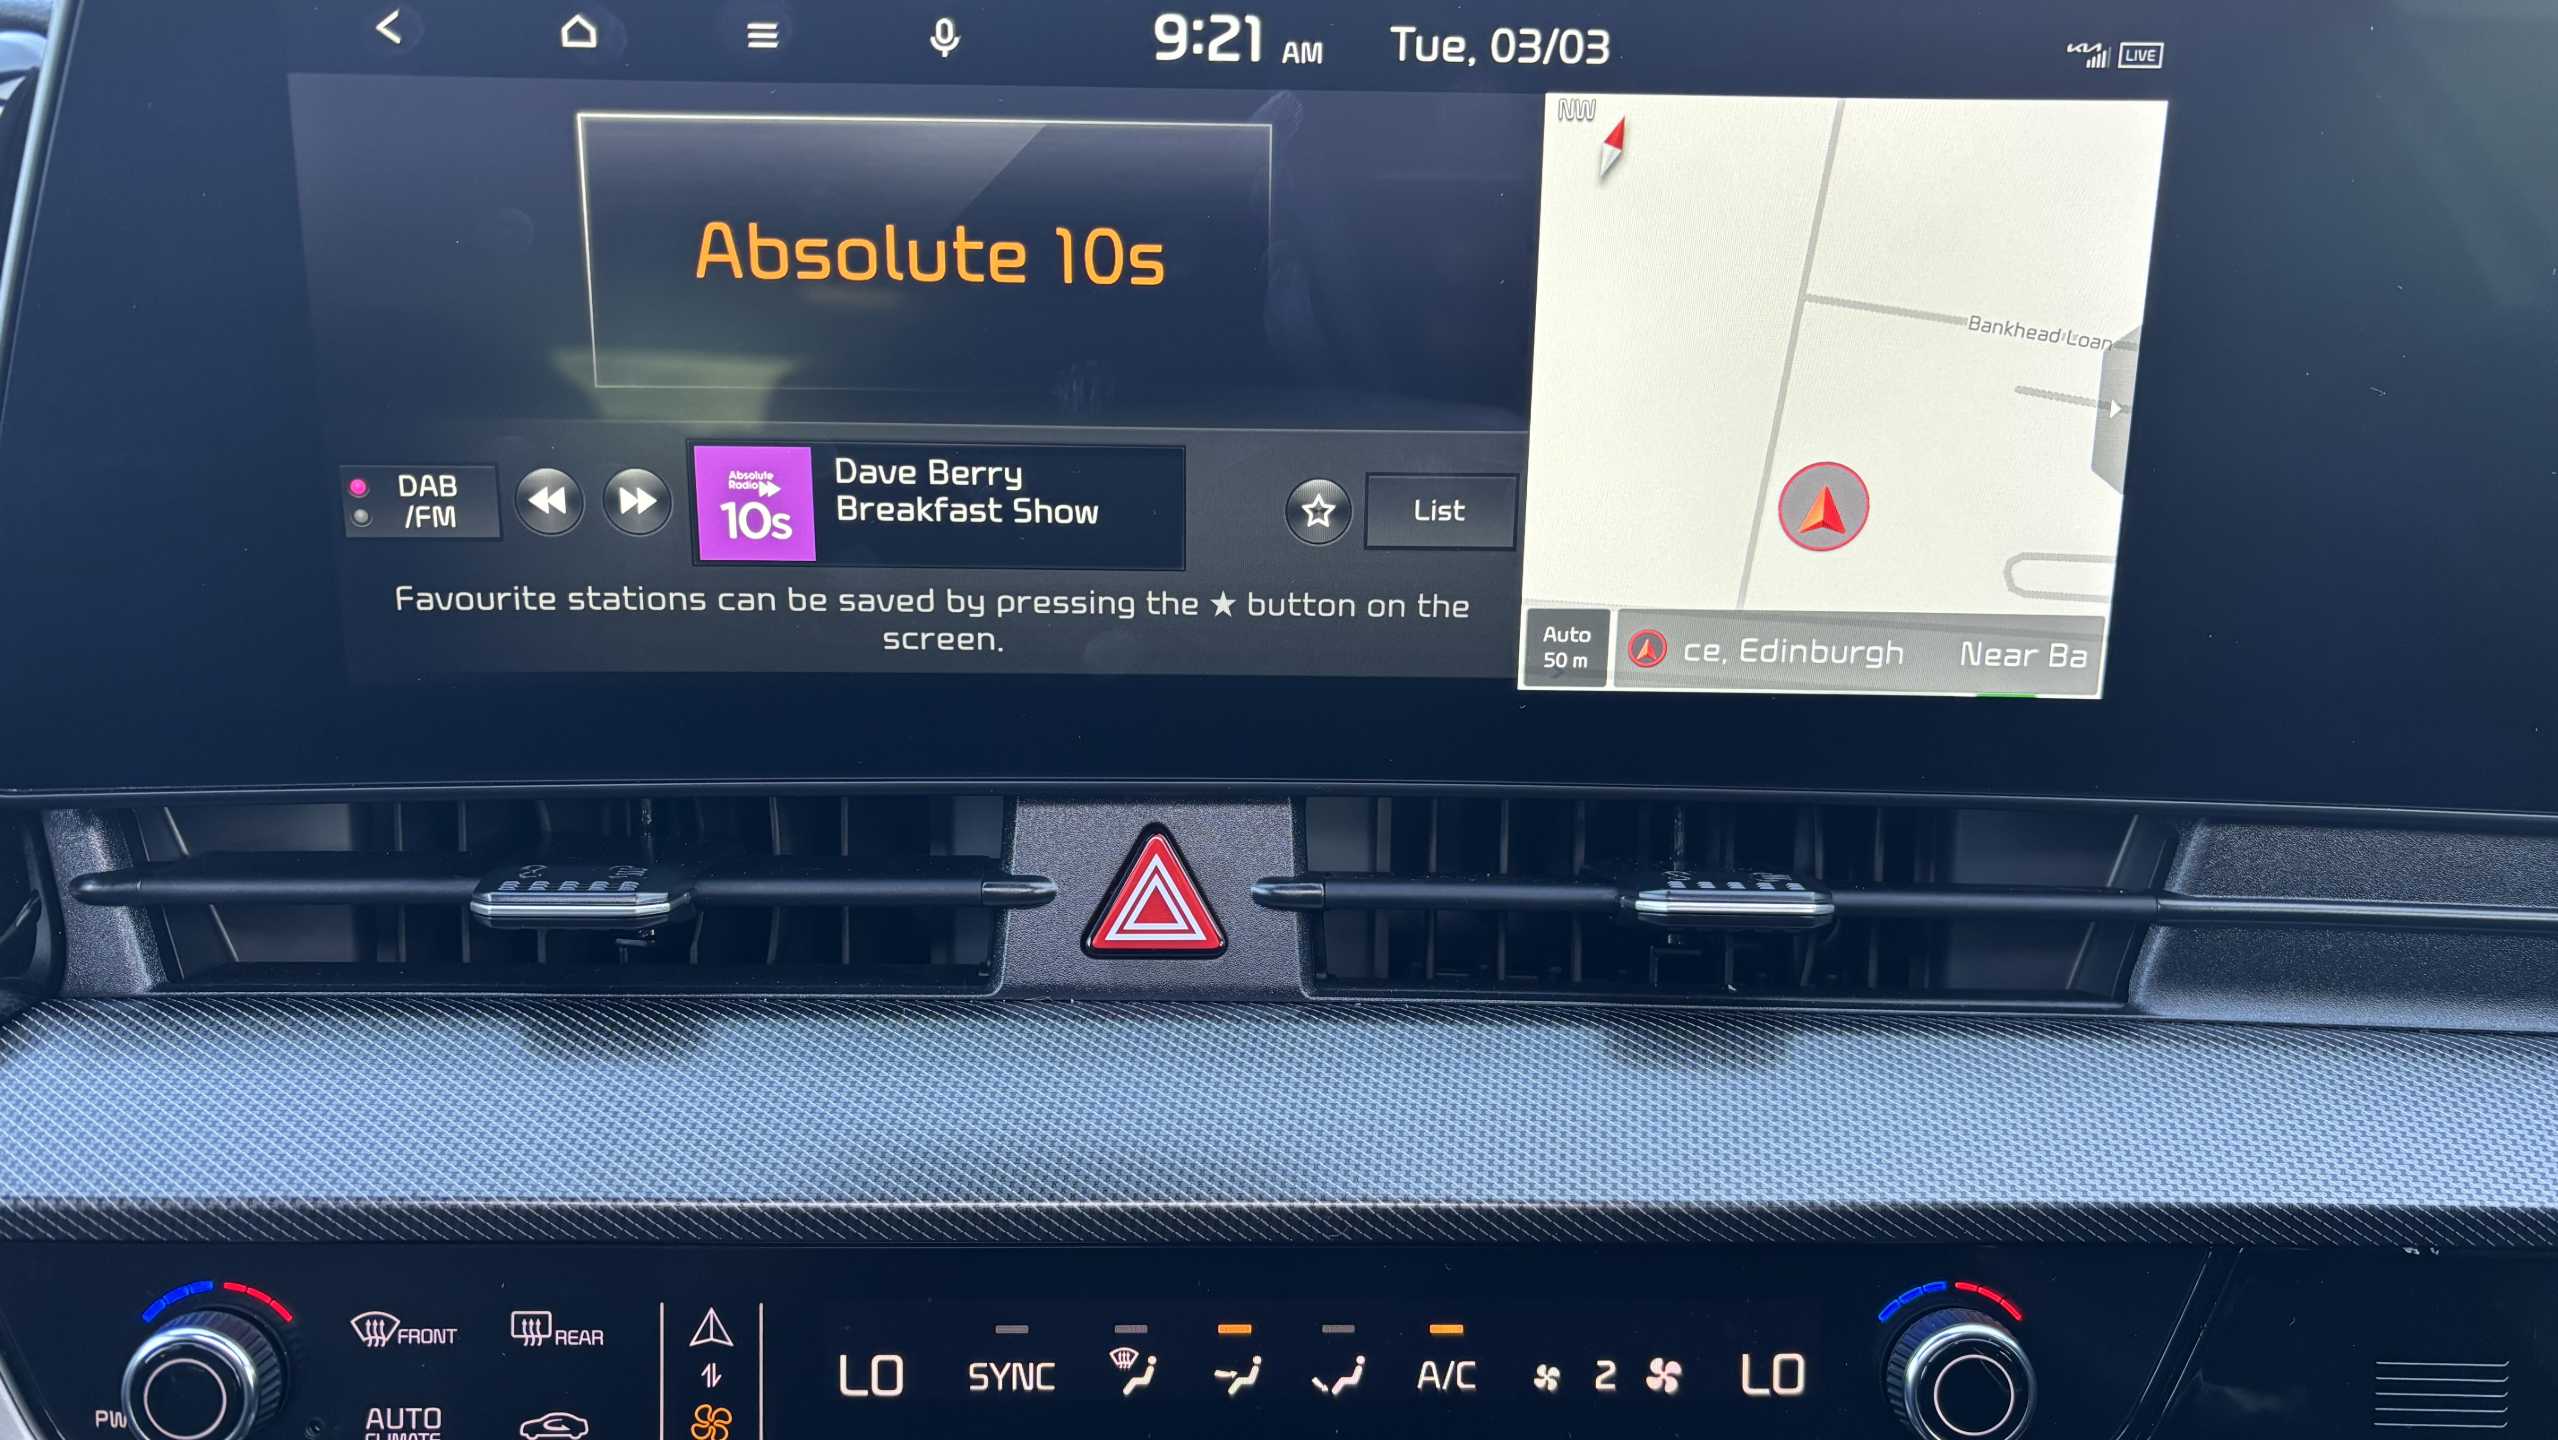 9:21 AM Tue, 03/03
LIVE
NW
Absolute 10s
Bankhead Loan
DAB
/FM
Absolute
Radio
10s
Dave Berry
Breakfast Show
List
Favourite stations can be saved by pressing the ★ button on the
screen.
Auto
50 m
ce, Edinburgh Near Ba
FRONT
REAR
LO
SYNC
A/C
2
LO
AUTO
CLIMATE